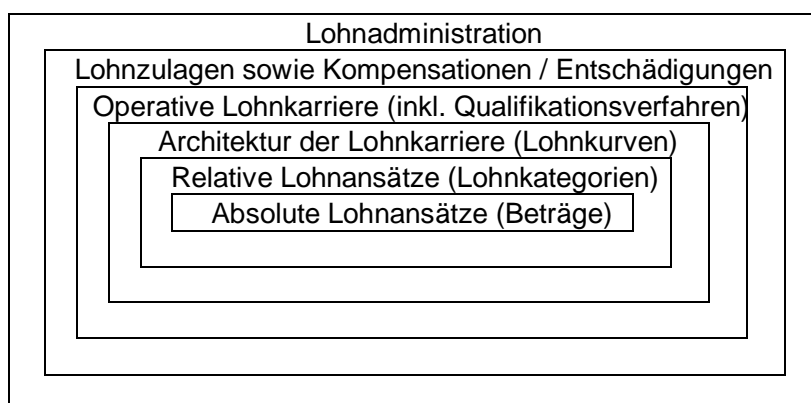 Lohnadministration
Lohnzulagen sowie Kompensationen / Entschädigungen
Operative Lohnkarriere (inkl. Qualifikationsverfahren)
Architektur der Lohnkarriere (Lohnkurven)
Relative Lohnansätze (Lohnkategorien)
Absolute Lohnansätze (Beträge)